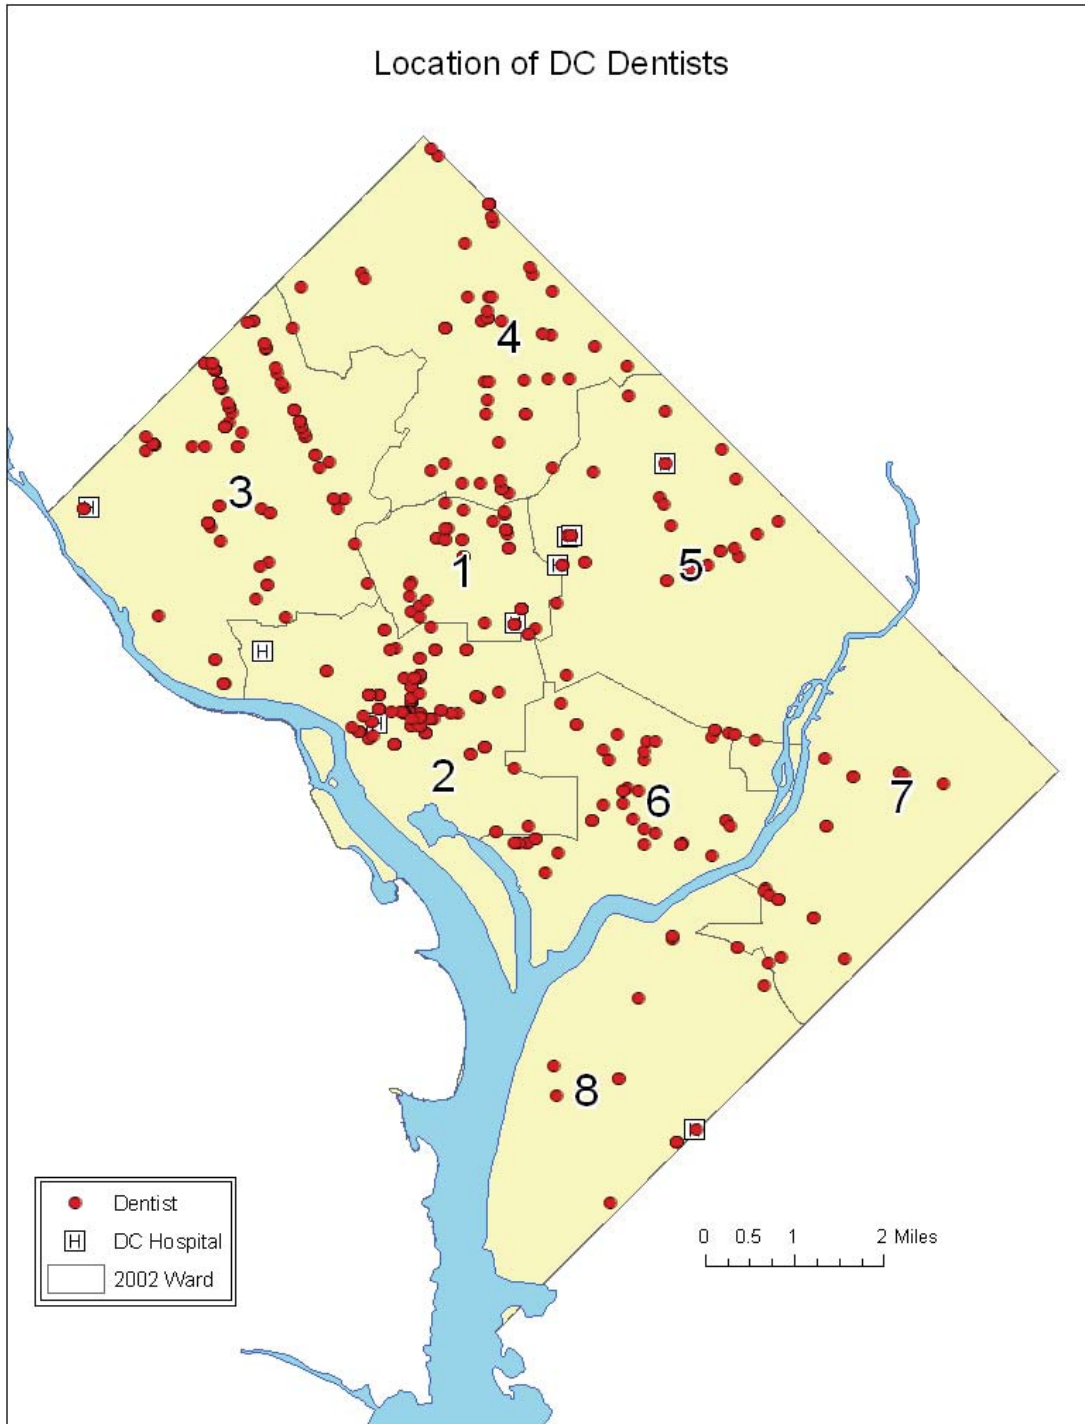 Location of DC Dentists
4
3
1
5
2
6
7
8
H
H
H
H
Dentist
H DC Hospital
2002 Ward
0 0.5 1 2 Miles